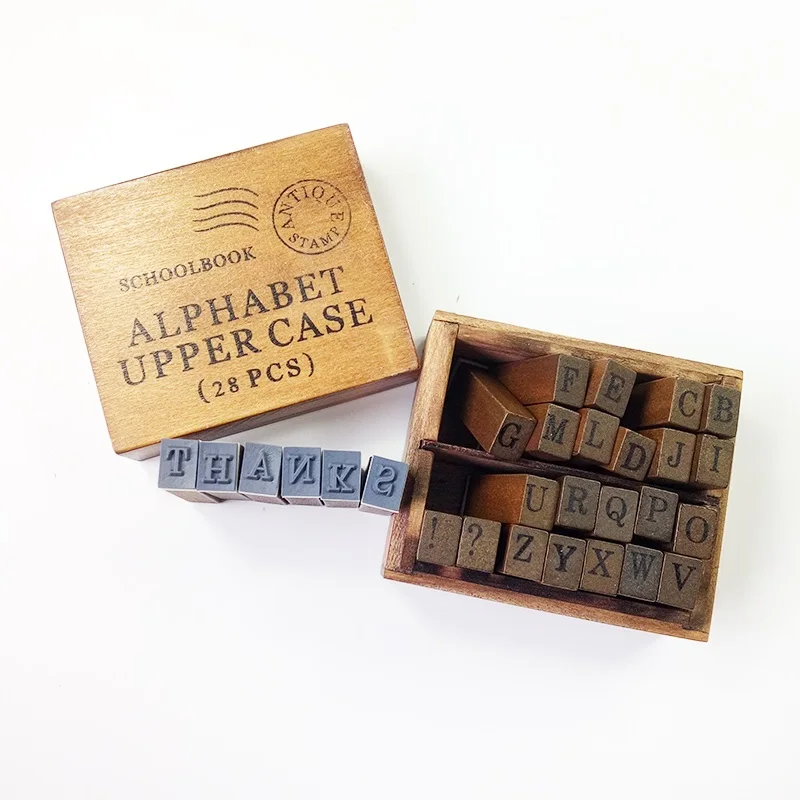 ANTIQUE
STAMP
SCHOOLBOOK
ALPHABET
UPPER CASE
(28 PCS)
THANKS
F E C B
G M L D J I
U R Q P O
! ? Z Y X W V